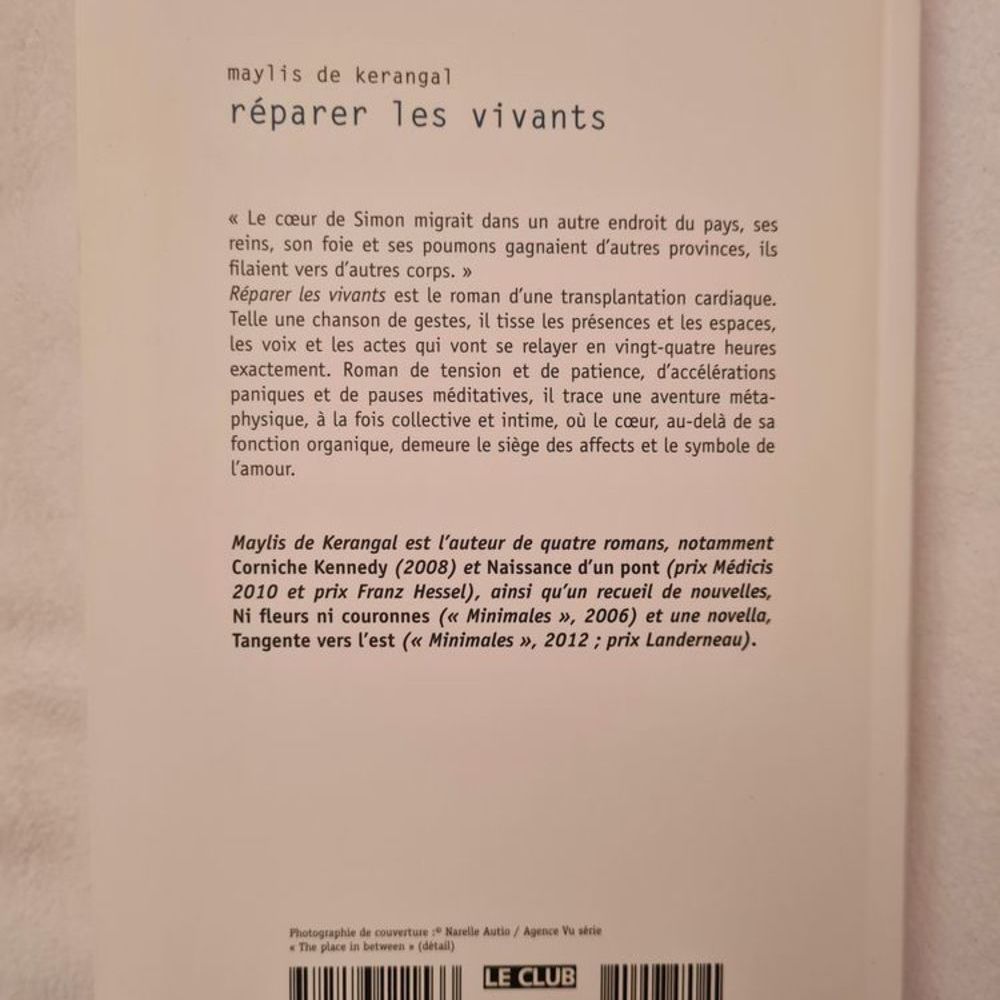 maylis de kerangal
réparer les vivants
« Le cœur de Simon migrait dans un autre endroit du pays, ses
reins, son foie et ses poumons gagnaient d'autres provinces, ils
filaient vers d'autres corps. »
Réparer les vivants est le roman d'une transplantation cardiaque.
Telle une chanson de gestes, il tisse les présences et les espaces,
les voix et les actes qui vont se relayer en vingt-quatre heures
exactement. Roman de tension et de patience, d'accélérations
paniques et de pauses méditatives, il trace une aventure méta-
physique, à la fois collective et intime, où le cœur, au-delà de sa
fonction organique, demeure le siège des affects et le symbole de
l'amour.
Maylis de Kerangal est l'auteur de quatre romans, notamment
Corniche Kennedy (2008) et Naissance d'un pont (prix Médicis
2010 et prix Franz Hessel), ainsi qu'un recueil de nouvelles,
Ni fleurs ni couronnes (« Minimales », 2006) et une novella,
Tangente vers l'est (« Minimales », 2012 ; prix Landerneau).
Photographie de couverture :© Narelle Autio / Agence Vu série
« The place in between » (détail)
LE CLUB